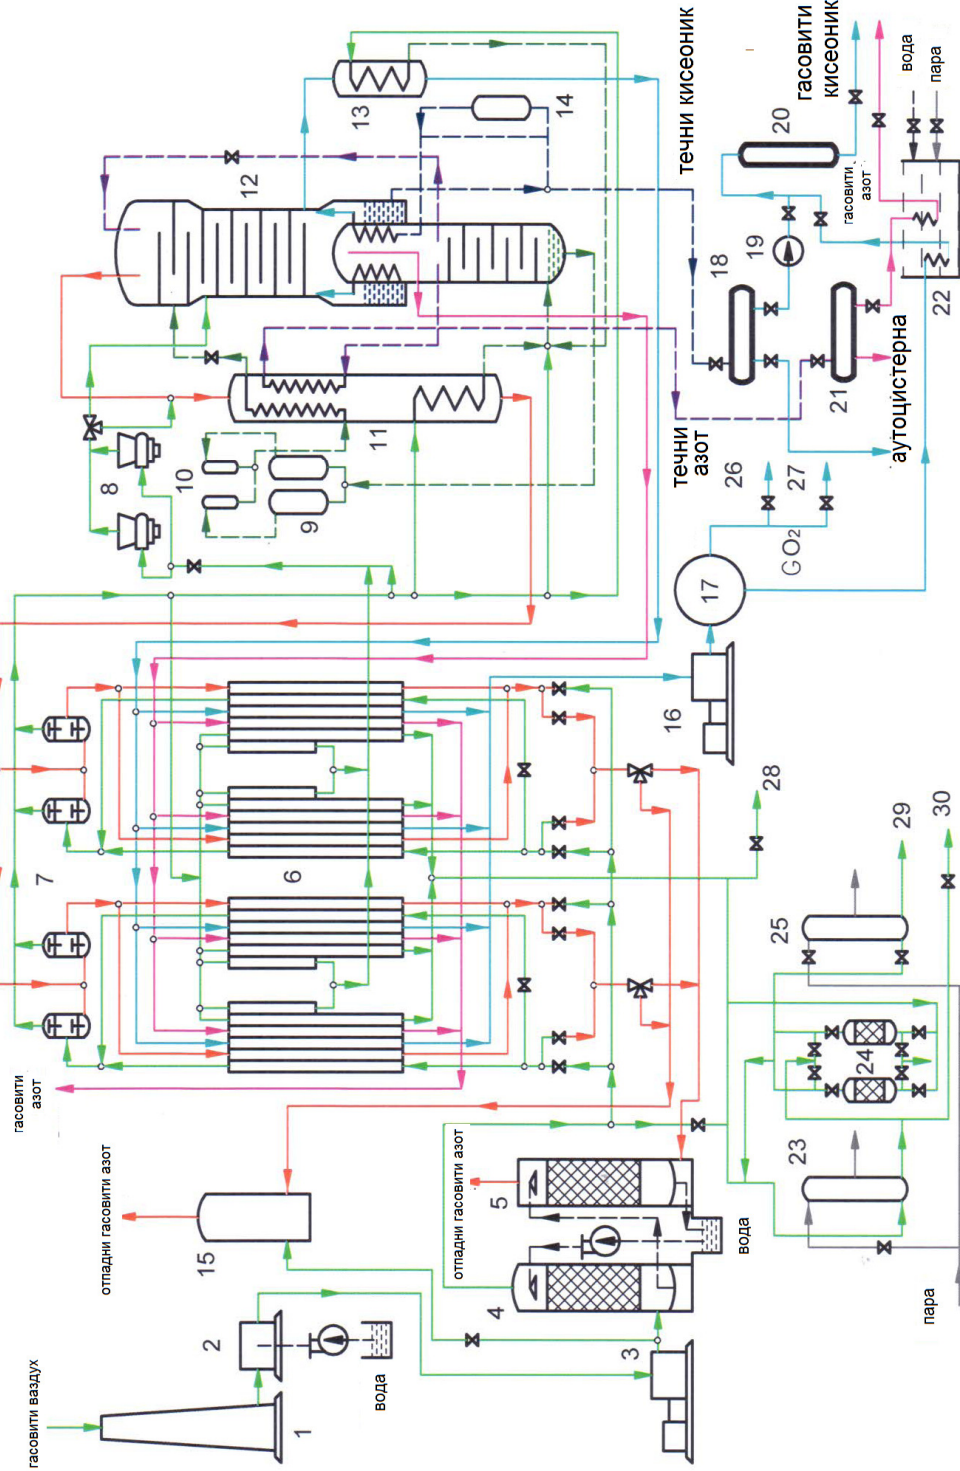 гасовити ваздух
1
2
вода
3
отпадни гасовити азот
15
4
5
отпадни гасовити азот
вода
гасовити
азот
7
6
8
10
9
11
12
13
14
16
17
GO2
26
27
28
29
30
23
24
25
пара
течни
азот
течни кисеоник
18
19
20
21
22
аутоцистерна
гасовити
кисеоник
гасовити
азот
вода
пара